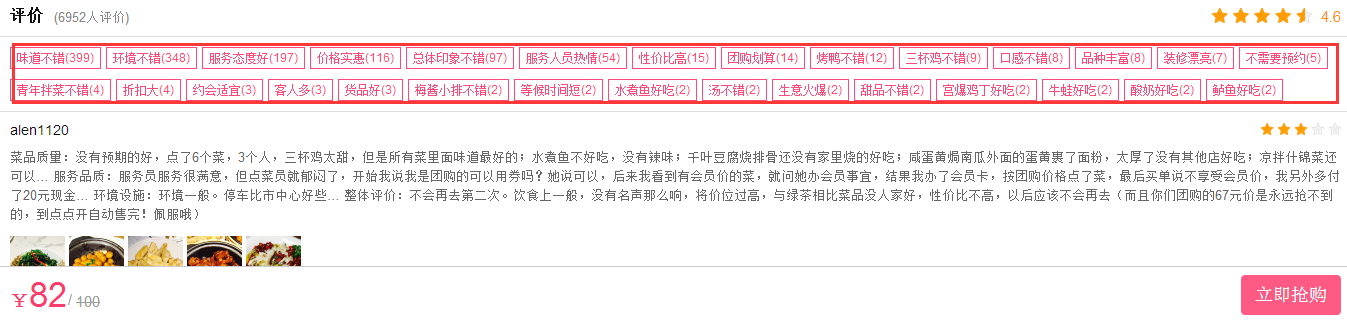 评价 (6952人评价) 4.6
味道不错(399) 环境不错(348) 服务态度好(197) 价格实惠(116) 总体印象不错(97) 服务人员热情(54) 性价比高(15) 团购划算(14) 烤鸭不错(12) 三杯鸡不错(9) 口感不错(8) 品种丰富(8) 装修漂亮(7) 不需要预约(5)
青年拌菜不错(4) 折扣大(4) 约会适宜(3) 客人多(3) 货品好(3) 梅酱小排不错(2) 等候时间短(2) 水煮鱼好吃(2) 汤不错(2) 生意火爆(2) 甜品不错(2) 宫爆鸡丁好吃(2) 牛蛙好吃(2) 酸奶好吃(2) 鲈鱼好吃(2)
alen1120
菜品质量：没有预期的好，点了6个菜，3个人，三杯鸡太甜，但是所有菜里面味道最好的；水煮鱼不好吃，没有辣味；千叶豆腐烧排骨还没有家里烧的好吃；咸蛋黄焗南瓜外面的蛋黄裹了面粉，太厚了没有其他店好吃；凉拌什锦菜还
可以... 服务品质：服务员服务很满意，但点菜员就郁闷了，开始我说我是团购的可以用券吗？她说可以，后来我看到有会员价的菜，就问她办会员事宜，结果我办了会员卡，按团购价格点了菜，最后买单说不享受会员价，我另外多付
了20元现金... 环境设施：环境一般。停车比市中心好些... 整体评价：不会再去第二次。饮食上一般，没有名声那么响，将价位过高，与绿茶相比菜品没人家好，性价比不高，以后应该不会再去（而且你们团购的67元价是永远抢不到
的，到点点开自动售完！佩服哦）
¥82/ 100 立即抢购